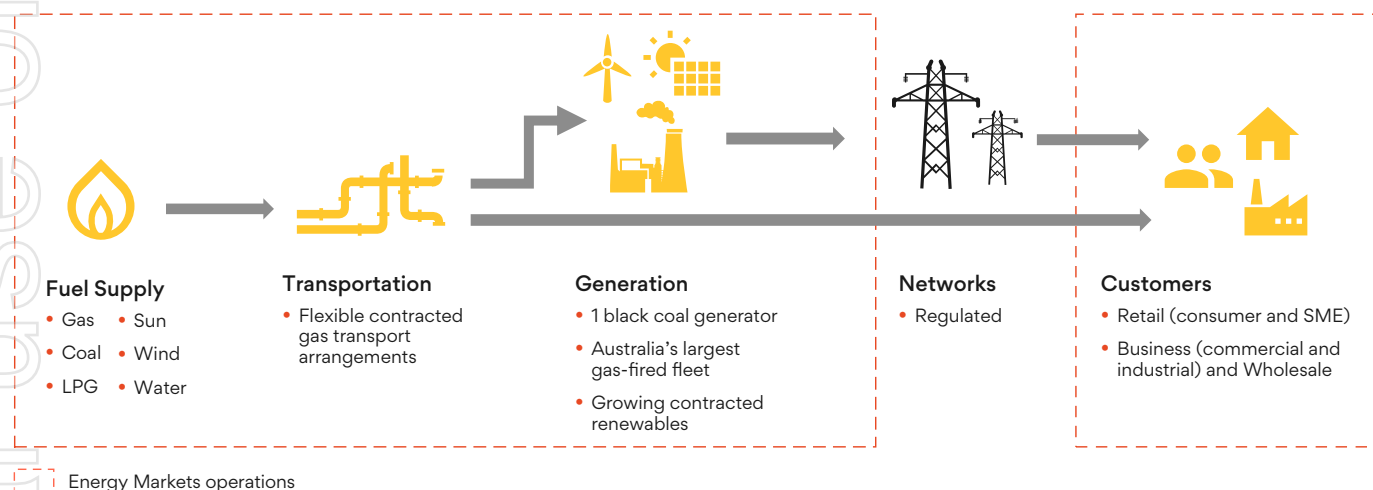 Fuel Supply
• Gas • Sun
• Coal • Wind
• LPG • Water
Transportation
• Flexible contracted
gas transport
arrangements
Generation
• 1 black coal generator
• Australia's largest
gas-fired fleet
• Growing contracted
renewables
Networks
• Regulated
Customers
• Retail (consumer and SME)
• Business (commercial and
industrial) and Wholesale
Energy Markets operations